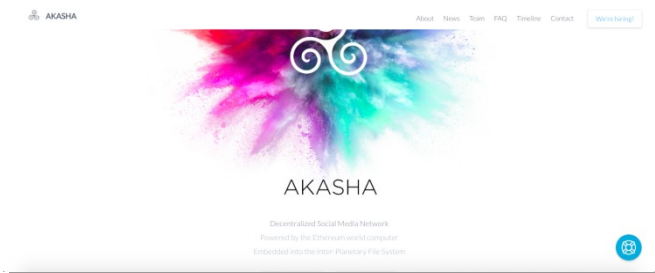 AKASHA
About News Team FAQ Timeline Contact We're hiring!
AKASHA
Decentralized Social Media Network
Powered by the Ethereum world computer
Embedded into the Inter-Planetary File System